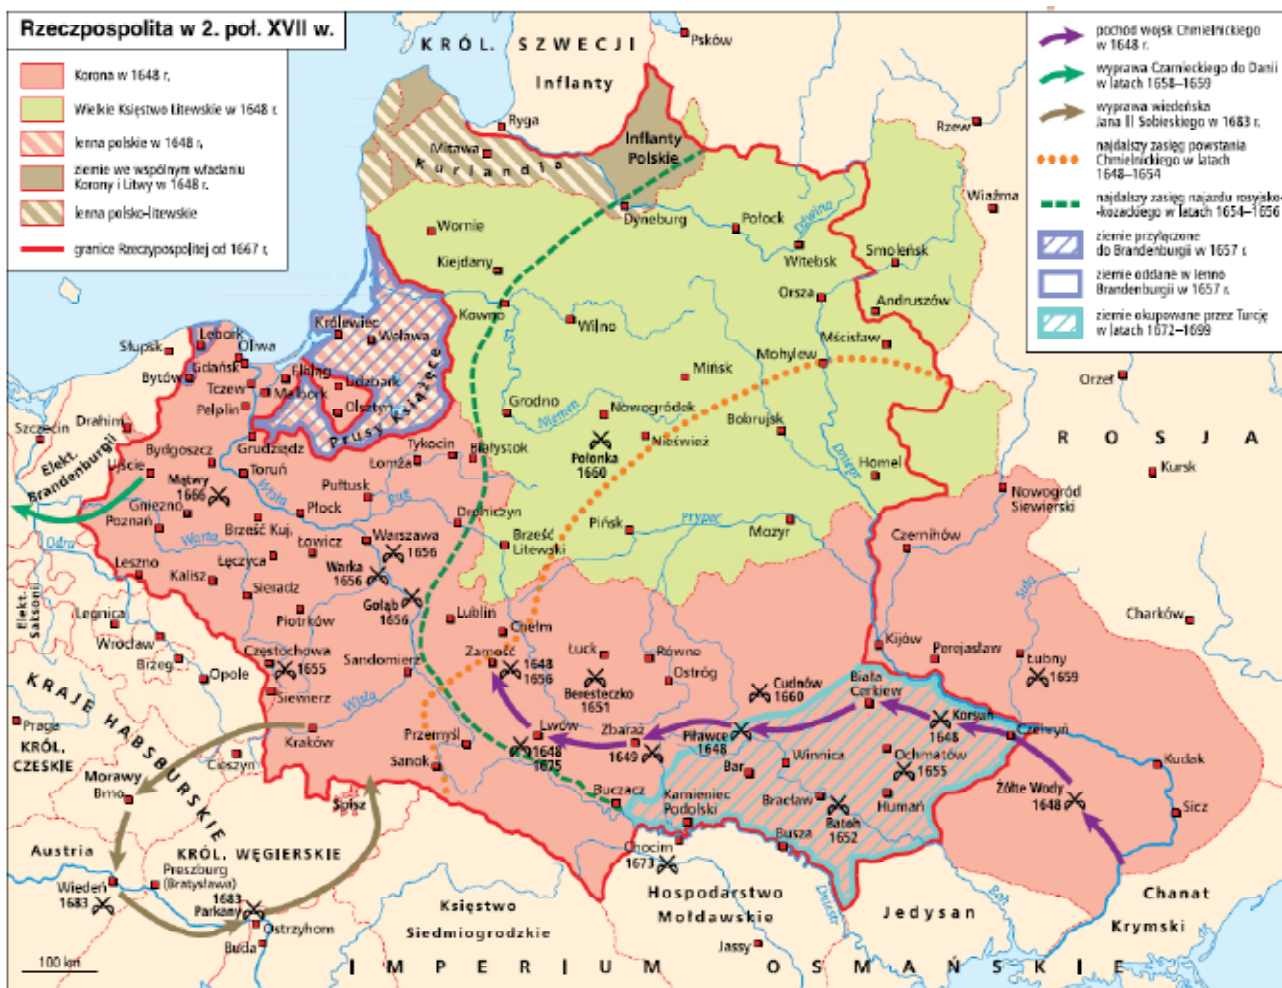 Rzeczpospolita w 2. poł. XVII w.
Korona w 1648 r.
Wielkie Księstwo Litewskie w 1648 r.
lenna polskie w 1648 r.
ziemie we wspólnym władaniu
Korony i Litwy w 1648 r.
lenna polsko-litewskie
granice Rzeczypospolitej od 1667 r.
pochód wojsk Chmielnickiego
w 1648 r.
wyprawa Czarnieckiego do Danii
w latach 1658–1659
wyprawa wiedeńska
Jana III Sobieskiego w 1683 r.
najdalszy zasięg powstania
Chmielnickiego w latach
1648–1654
najdalszy zasięg najazdu rosyjsko-
-kozackiego w latach 1654–1656
ziemie przyłączone
do Brandenburgii w 1657 r.
ziemie oddane w lenno
Brandenburgii w 1657 r.
ziemie okupowane przez Turcję
w latach 1672–1699
KRÓL. SZWECJI
Inflanty
Psków
Ryga
Rzew
Mitawa
Kurlandia
Inflanty
Polskie
Wiaźma
Dyneburg
Połock
Dźwina
Wornie
Witebsk
Smoleńsk
Kiejdany
Orsza
Andruszów
Kowno
Wilno
Królewiec
Welawa
Mścisław
Lębork
Oliwa
Słupsk
Gdańsk
Mohylew
Bytów
Elbląg
Lidzbark
Mińsk
Orzeł
Tczew
Malbork
Olsztyn
Pelplin
Prusy Książęce
Grodno
Niemen
Nowogródek
Bobrujsk
Drahim
Szczecin
Grudziądz
Tykocin
Białystok
Połonka
1660
Nieśwież
ROSJA
Elekt.
Brandenburgii
Bydgoszcz
Ujście
Toruń
Łomża
Dniepr
Homel
Kursk
Mątwy
1666
Wisła
Pułtusk
Bug
Nowogród
Siewierski
Gniezno
Poznań
Płock
Drohiczyn
Pińsk
Prypeć
Mozyr
Brześć Kuj.
Odra
Warta
Łowicz
Warszawa
1656
Brześć
Litewski
Czernihów
Leszno
Łęczyca
Warka
1656
Kalisz
Sieradz
Suła
Elekt.
Saksonii
Legnica
Piotrków
Gołąb
1656
Lublin
Chełm
Charków
Wrocław
Kijów
Brzeg
Częstochowa
1655
Sandomierz
Zamość
1648
1656
Łuck
Równe
Perejasław
Łubny
1659
Opole
Ostróg
Cudnów
1660
Biała
Cerkiew
Siewierz
Wisła
Beresteczko
1651
KRAJE HABSBURSKIE
Praga
KRÓL.
CZESKIE
Kraków
Przemyśl
Lwów
1648
1675
Zbaraż
1649
Piławce
1648
Korsuń
1648
Czehryń
Cieszyn
Sanok
Winnica
Ochmatów
1655
Kudak
Morawy
Brno
Spisz
Bar
Buczacz
Kamieniec
Podolski
Bracław
Humań
Żółte Wody
1648
Sicz
Batoh
1652
Austria
KRÓL. WĘGIERSKIE
Chocim
1673
Busza
Wiedeń
1683
Preszburg
(Bratysława)
1683
Parkany
Ostrzyhom
Buda
Księstwo
Siedmiogrodzkie
Hospodarstwo
Mołdawskie
Dniestr
Boh
Jedysan
Chanat
Krymski
Jassy
100 km
IMPERIUM OSMAŃSKIE